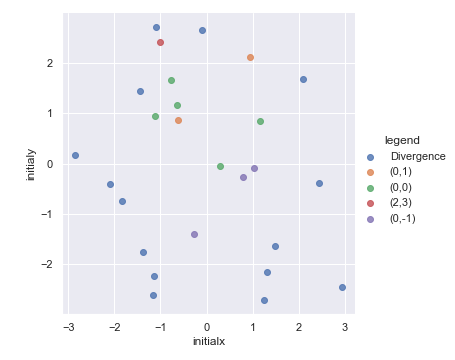 2
1
0
−1
−2
initialy
−3 −2 −1 0 1 2 3
initialx
legend
Divergence
(0,1)
(0,0)
(2,3)
(0,-1)